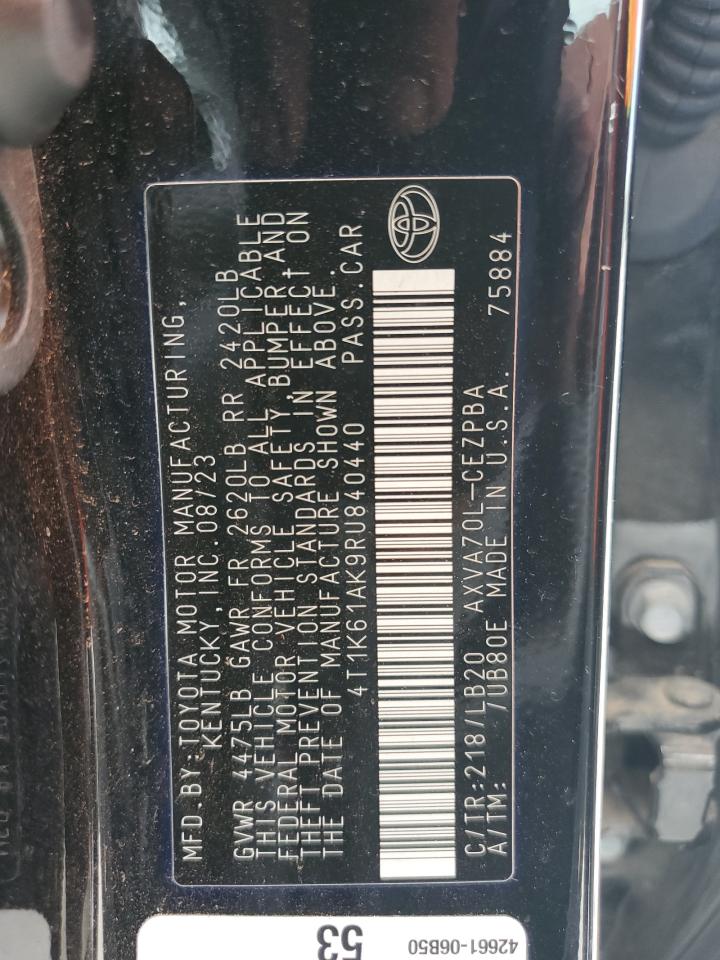 MFD.BY:TOYOTA MOTOR MANUFACTURING,
KENTUCKY,INC. 08/23
GVWR 4475LB GAWR FR 2620LB RR 2420LB
THIS VEHICLE CONFORMS TO ALL APPLICABLE
FEDERAL MOTOR VEHICLE SAFETY, BUMPER AND
THEFT PREVENTION STANDARDS IN EFFECT ON
THE DATE OF MANUFACTURE SHOWN ABOVE.
4T1K61AK9RU840440 PASS.CAR
C/TR:218/LB20 AXVA70L-CEZPBA
A/TM: 7UB80E MADE IN U.S.A. 75884
53
42661-06B50